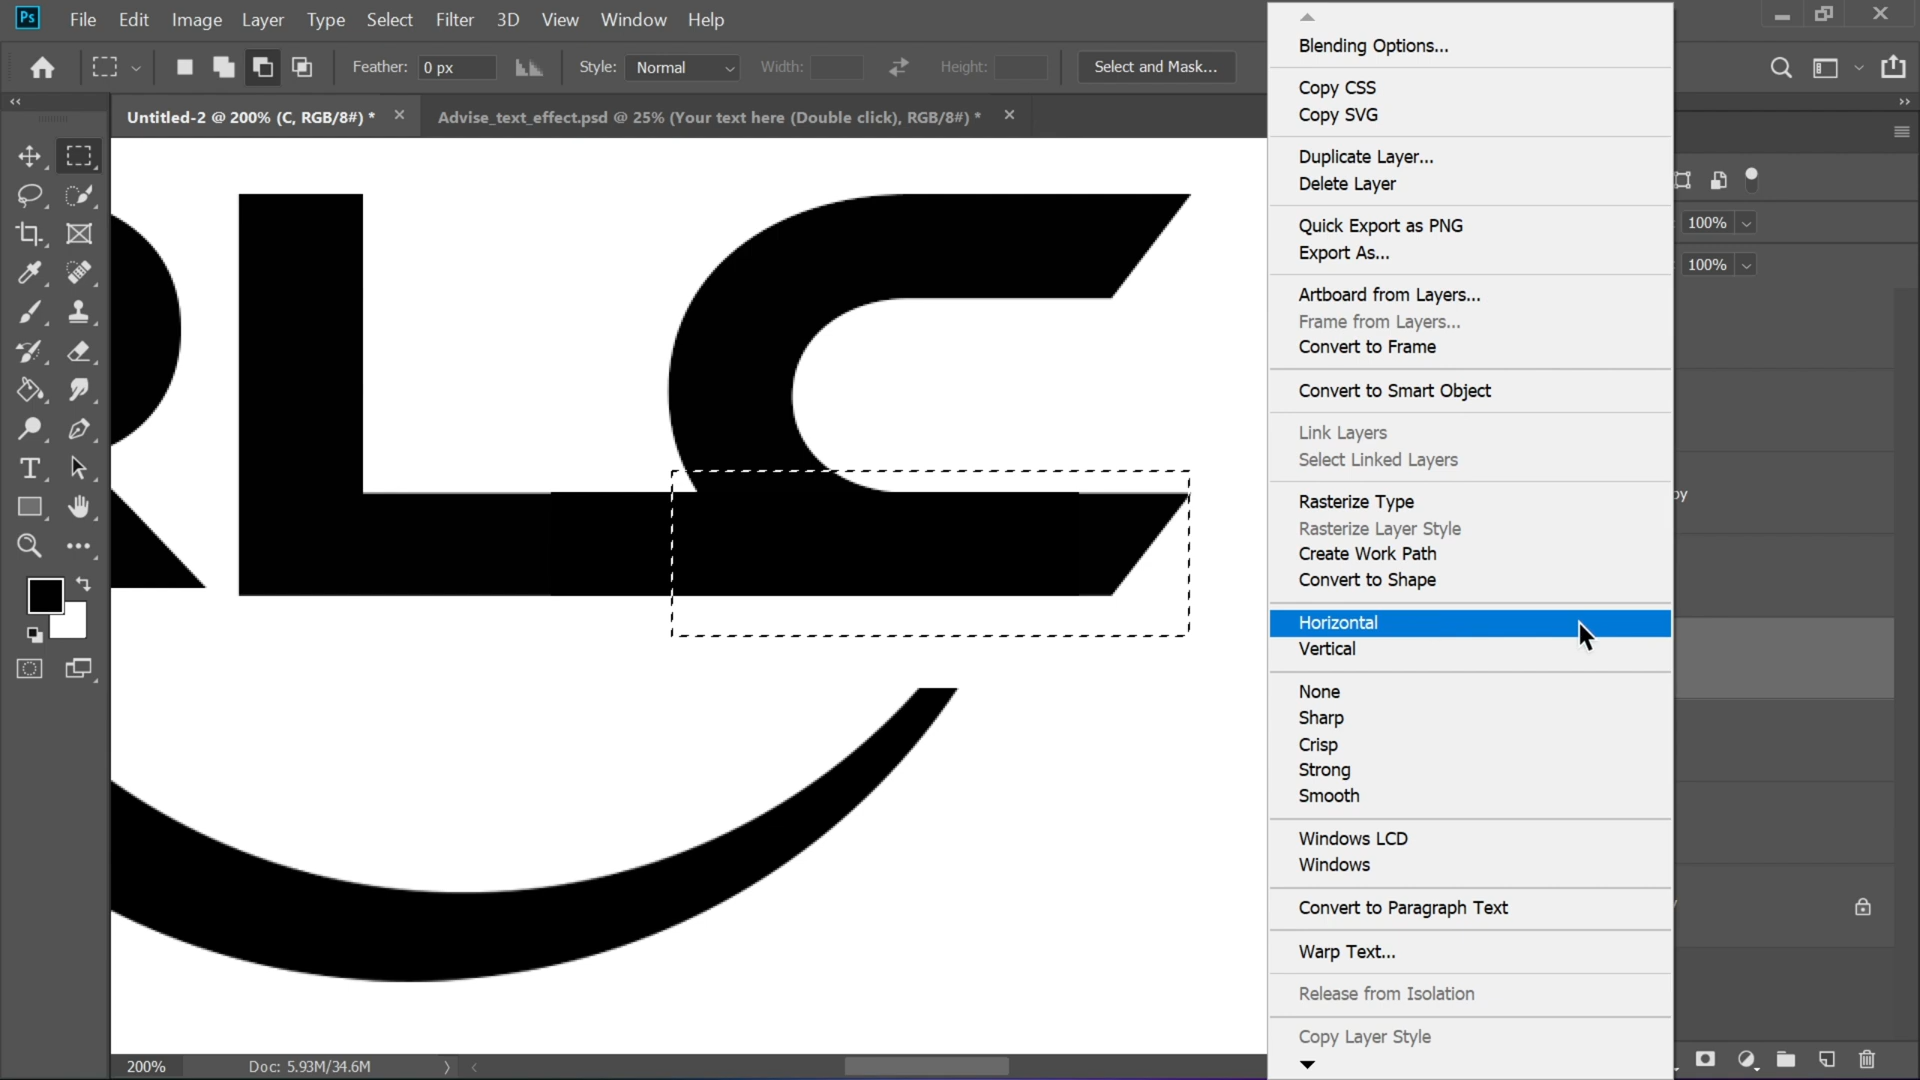 Ps File Edit Image Layer Type Select Filter 3D View Window Help
Feather: 0 px Style: Normal Width: Height: Select and Mask...
Untitled-2 @ 200% (C, RGB/8#) * Advise_text_effect.psd @ 25% (Your text here (Double click), RGB/8#) *
RLC
Blending Options...
Copy CSS
Copy SVG
Duplicate Layer...
Delete Layer
Quick Export as PNG
Export As...
Artboard from Layers...
Frame from Layers...
Convert to Frame
Convert to Smart Object
Link Layers
Select Linked Layers
Rasterize Type
Rasterize Layer Style
Create Work Path
Convert to Shape
Horizontal
Vertical
None
Sharp
Crisp
Strong
Smooth
Windows LCD
Windows
Convert to Paragraph Text
Warp Text...
Release from Isolation
Copy Layer Style
100%
100%
200% Doc: 5.93M/34.6M